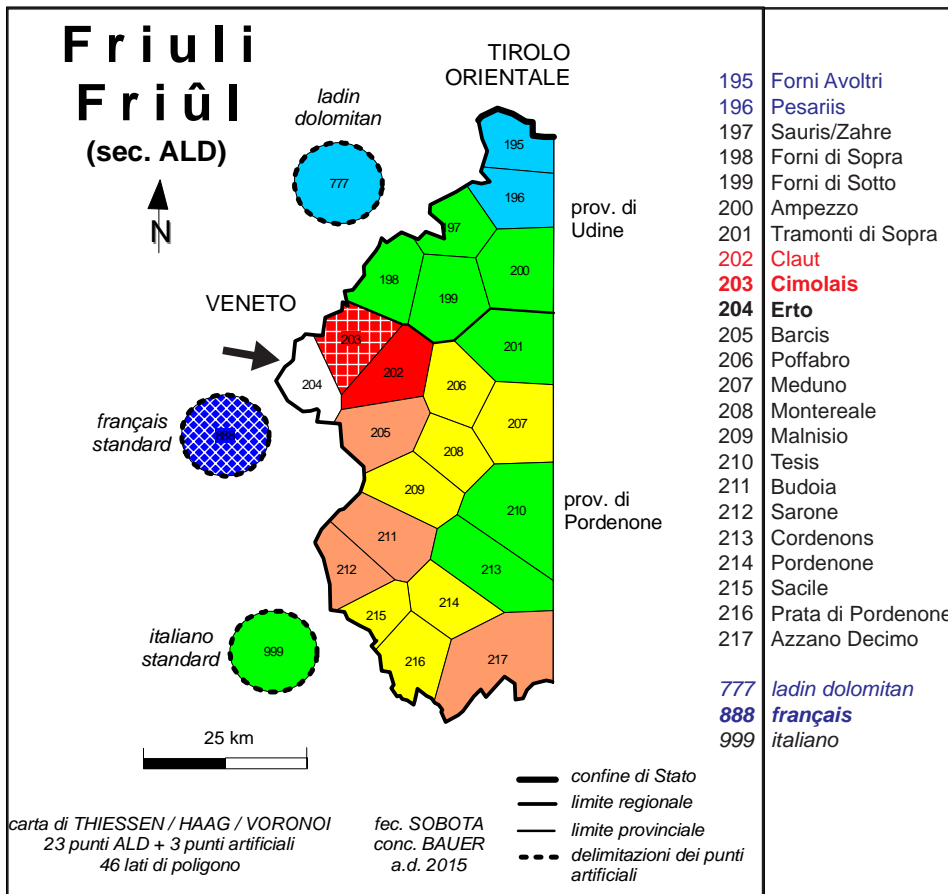 Friuli
Friûl
(sec. ALD)
N
ladin
dolomitan
777
TIROLO
ORIENTALE
195
196
prov. di
Udine
97
198
199
200
VENETO
203
204
202
201
206
207
205
208
français
standard
888
209
210
prov. di
Pordenone
211
212
213
214
215
216
217
italiano
standard
999
25 km
confine di Stato
limite regionale
limite provinciale
delimitazioni dei punti
artificiali
carta di THIESSEN / HAAG / VORONOI
23 punti ALD + 3 punti artificiali
46 lati di poligono
fec. SOBOTA
conc. BAUER
a.d. 2015
195 Forni Avoltri
196 Pesariis
197 Sauris/Zahre
198 Forni di Sopra
199 Forni di Sotto
200 Ampezzo
201 Tramonti di Sopra
202 Claut
203 Cimolais
204 Erto
205 Barcis
206 Poffabro
207 Meduno
208 Montereale
209 Malnisio
210 Tesis
211 Budoia
212 Sarone
213 Cordenons
214 Pordenone
215 Sacile
216 Prata di Pordenone
217 Azzano Decimo
777 ladin dolomitan
888 français
999 italiano